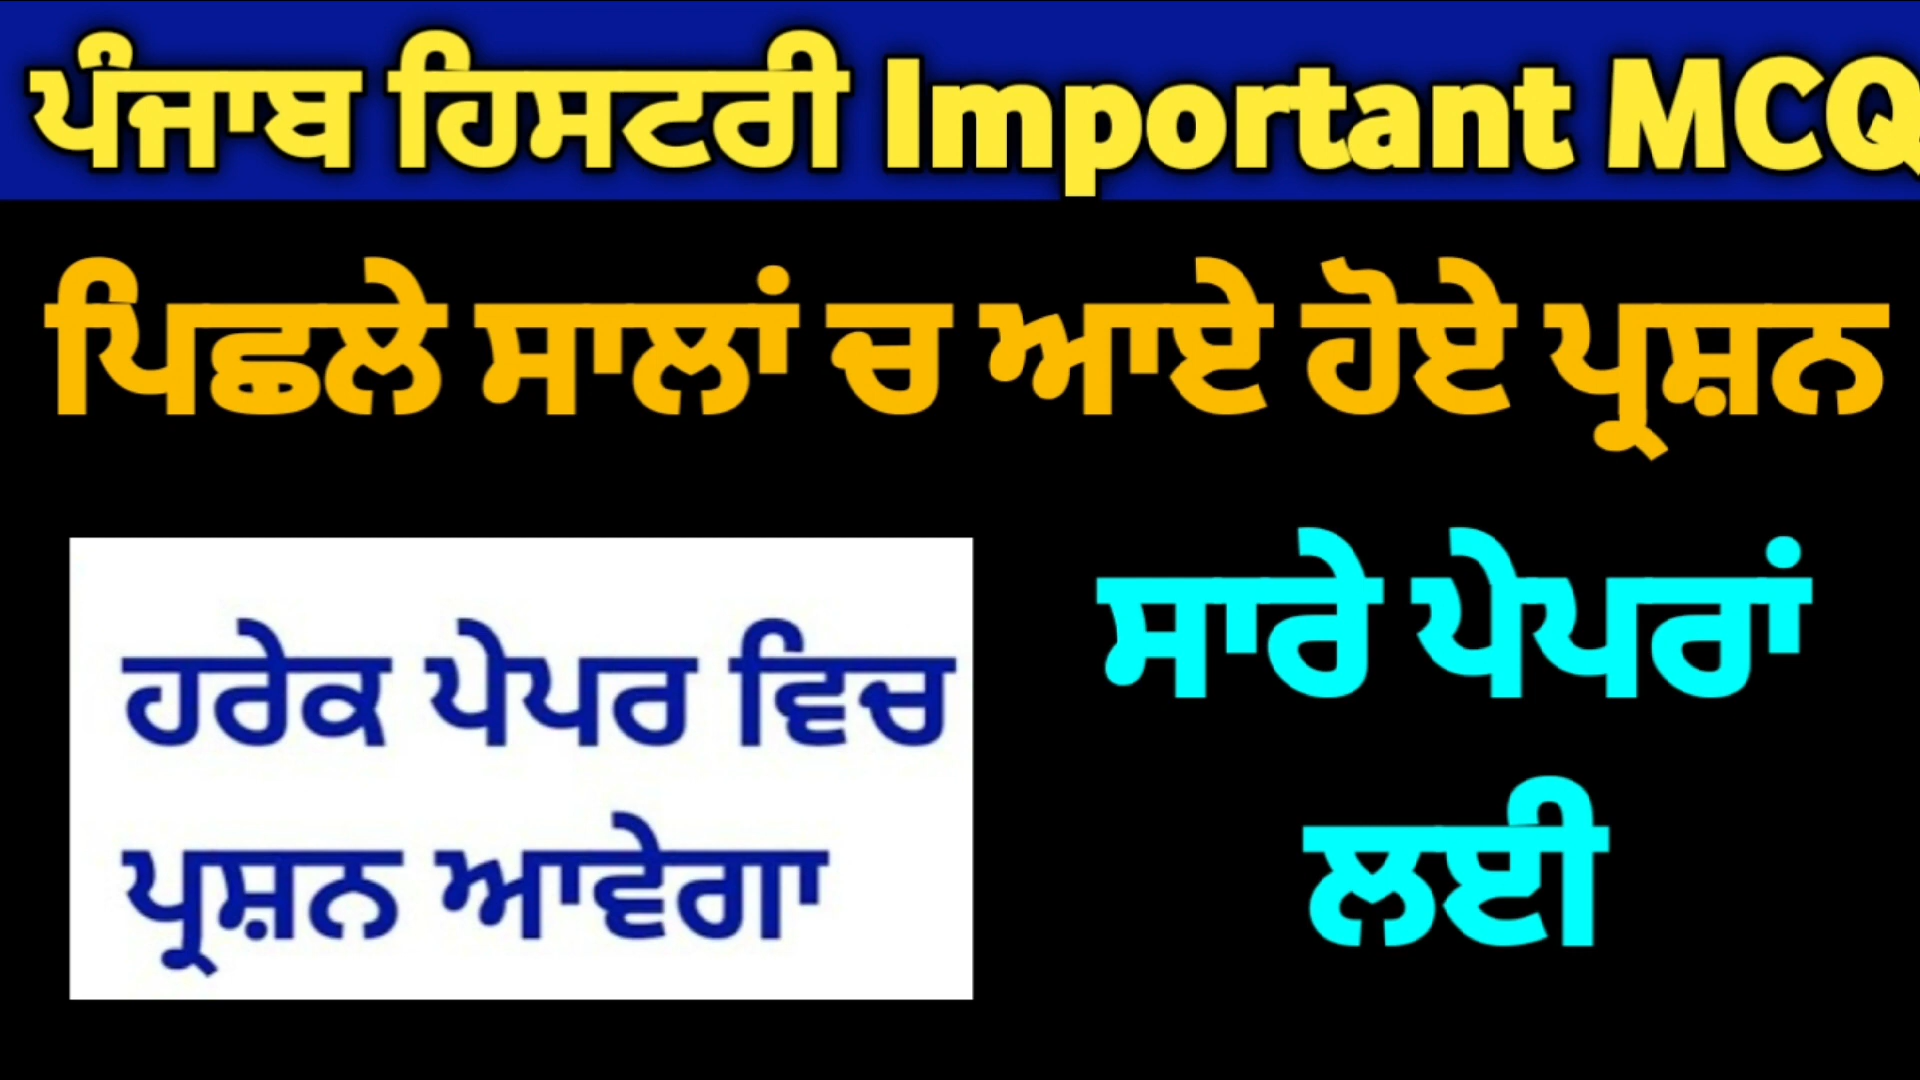 ਪੰਜਾਬ ਹਿਸਟਰੀ Important MCQ
ਪਿਛਲੇ ਸਾਲਾਂ ਚ ਆਏ ਹੋਏ ਪ੍ਰਸ਼ਨ
ਹਰੇਕ ਪੇਪਰ ਵਿਚ
ਪ੍ਰਸ਼ਨ ਆਵੇਗਾ
ਸਾਰੇ ਪੇਪਰਾਂ
ਲਈ